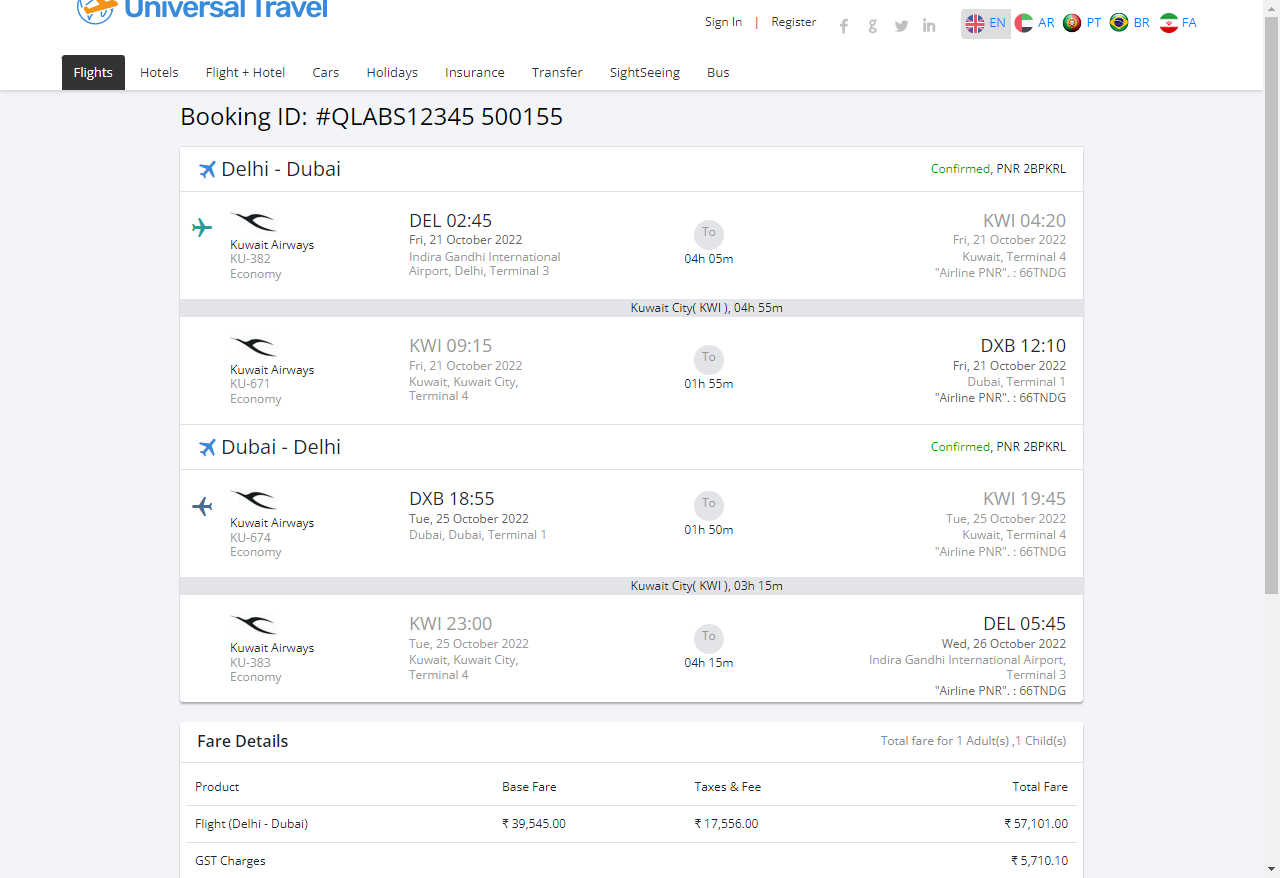 Universal Travel
Sign In | Register
EN AR PT BR FA
Flights Hotels Flight + Hotel Cars Holidays Insurance Transfer SightSeeing Bus
Booking ID: #QLABS12345 500155
Delhi - Dubai
Confirmed, PNR 2BPKRL
Kuwait Airways
KU-382
Economy
DEL 02:45
Fri, 21 October 2022
Indira Gandhi International
Airport, Delhi, Terminal 3
To
04h 05m
KWI 04:20
Fri, 21 October 2022
Kuwait, Terminal 4
"Airline PNR". : 66TNDG
Kuwait City( KWI ), 04h 55m
Kuwait Airways
KU-671
Economy
KWI 09:15
Fri, 21 October 2022
Kuwait, Kuwait City,
Terminal 4
To
01h 55m
DXB 12:10
Fri, 21 October 2022
Dubai, Terminal 1
"Airline PNR". : 66TNDG
Dubai - Delhi
Confirmed, PNR 2BPKRL
Kuwait Airways
KU-674
Economy
DXB 18:55
Tue, 25 October 2022
Dubai, Dubai, Terminal 1
To
01h 50m
KWI 19:45
Tue, 25 October 2022
Kuwait, Terminal 4
"Airline PNR". : 66TNDG
Kuwait City( KWI ), 03h 15m
Kuwait Airways
KU-383
Economy
KWI 23:00
Tue, 25 October 2022
Kuwait, Kuwait City,
Terminal 4
To
04h 15m
DEL 05:45
Wed, 26 October 2022
Indira Gandhi International Airport,
Terminal 3
"Airline PNR". : 66TNDG
Fare Details
Total fare for 1 Adult(s) ,1 Child(s)
Product Base Fare Taxes & Fee Total Fare
Flight (Delhi - Dubai) ₹ 39,545.00 ₹ 17,556.00 ₹ 57,101.00
GST Charges ₹ 5,710.10